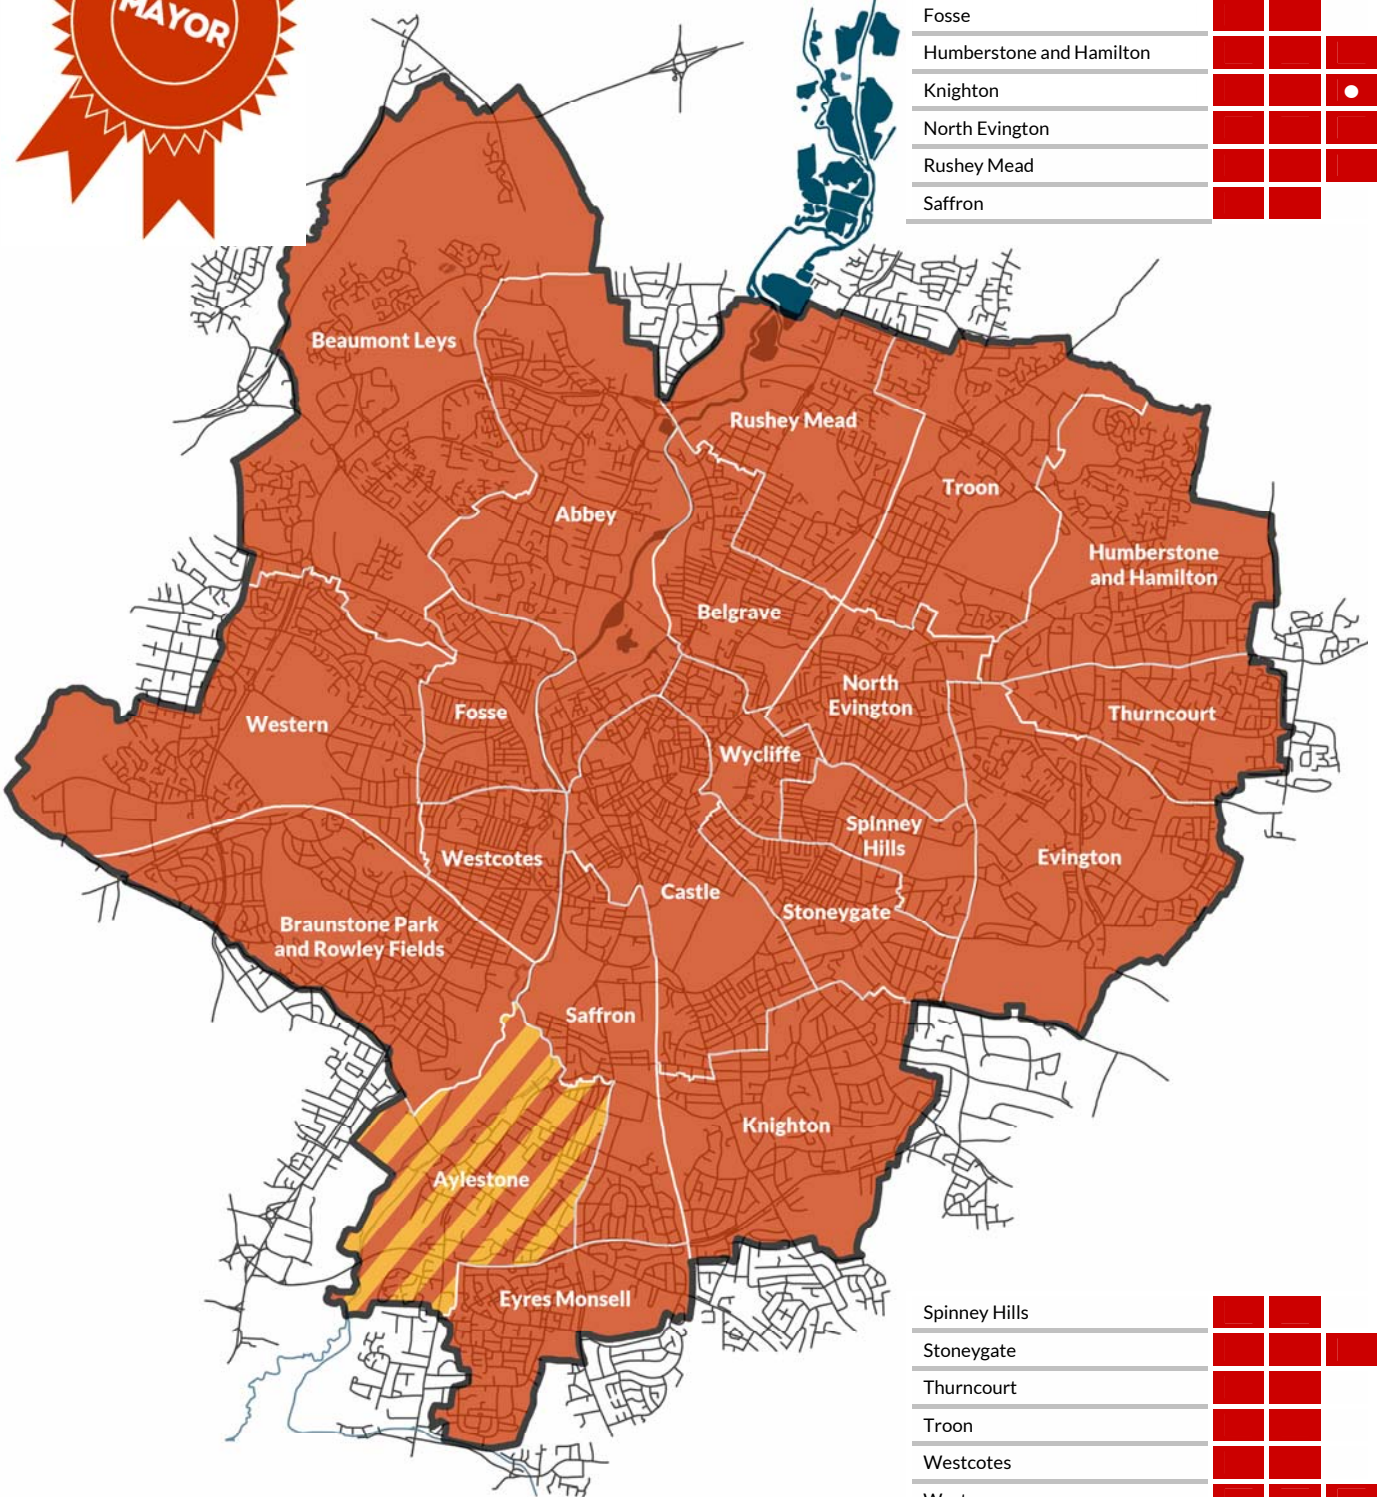 MAYOR
Fosse
Humberstone and Hamilton
Knighton
North Evington
Rushey Mead
Saffron
Beaumont Leys
Rushey Mead
Troon
Abbey
Humberstone
and Hamilton
Belgrave
North
Evington
Fosse
Thurncourt
Western
Wycliffe
Spinney
Hills
Westcotes
Evington
Castle
Stoneygate
Braunstone Park
and Rowley Fields
Saffron
Knighton
Aylestone
Eyres Monsell
Spinney Hills
Stoneygate
Thurncourt
Troon
Westcotes